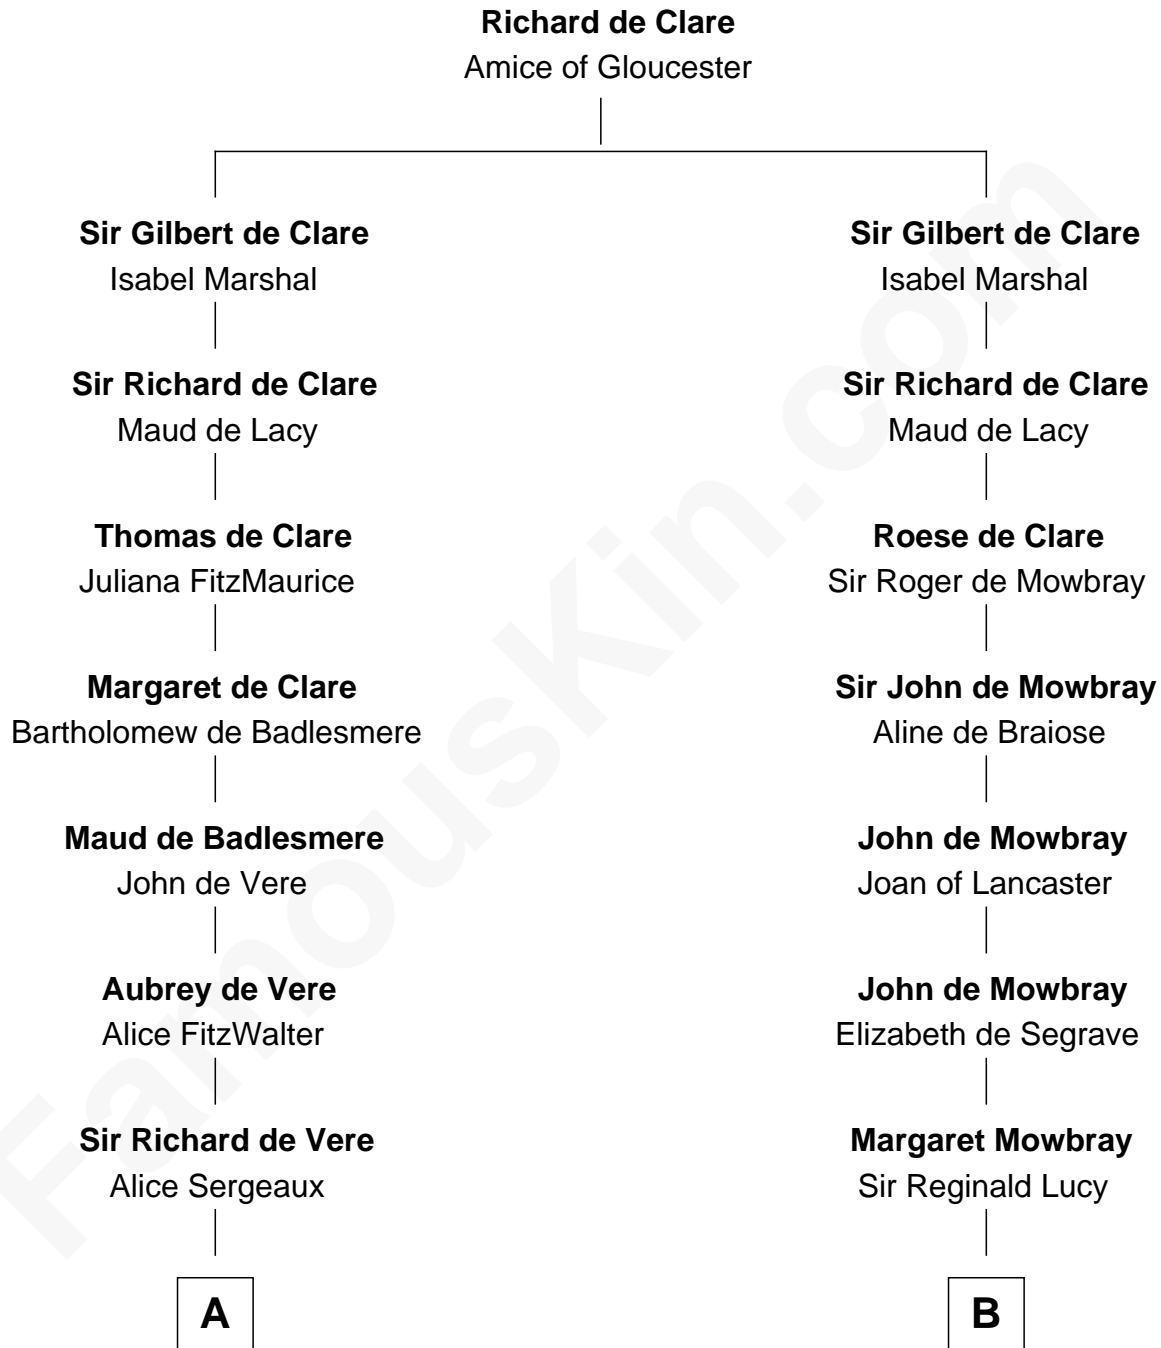 Richard de Clare
Amice of Gloucester
Sir Gilbert de Clare
Isabel Marshal
Sir Richard de Clare
Maud de Lacy
Thomas de Clare
Juliana FitzMaurice
Margaret de Clare
Bartholomew de Badlesmere
Maud de Badlesmere
John de Vere
Aubrey de Vere
Alice FitzWalter
Sir Richard de Vere
Alice Sergeaux
A
Sir Gilbert de Clare
Isabel Marshal
Sir Richard de Clare
Maud de Lacy
Roese de Clare
Sir Roger de Mowbray
Sir John de Mowbray
Aline de Braiose
John de Mowbray
Joan of Lancaster
John de Mowbray
Elizabeth de Segrave
Margaret Mowbray
Sir Reginald Lucy
B
FamousKin.com